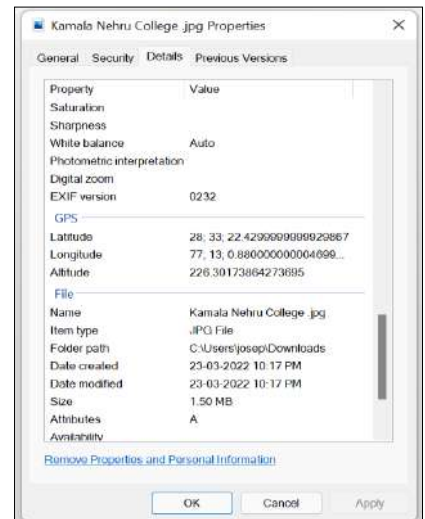 Kamala Nehru College .jpg Properties
General Security Details Previous Versions
Property Value
Saturation
Sharpness
White balance Auto
Photometric interpretation
Digital zoom
EXIF version 0232
GPS
Latitude 28; 33; 22.4299999999929867
Longitude 77; 13; 0.880000000004699...
Altitude 226.30173864273695
File
Name Kamala Nehru College .jpg
Item type JPG File
Folder path C:\Users\josep\Downloads
Date created 23-03-2022 10:17 PM
Date modified 23-03-2022 10:17 PM
Size 1.50 MB
Attributes A
Availability
Remove Properties and Personal Information
OK Cancel Apply